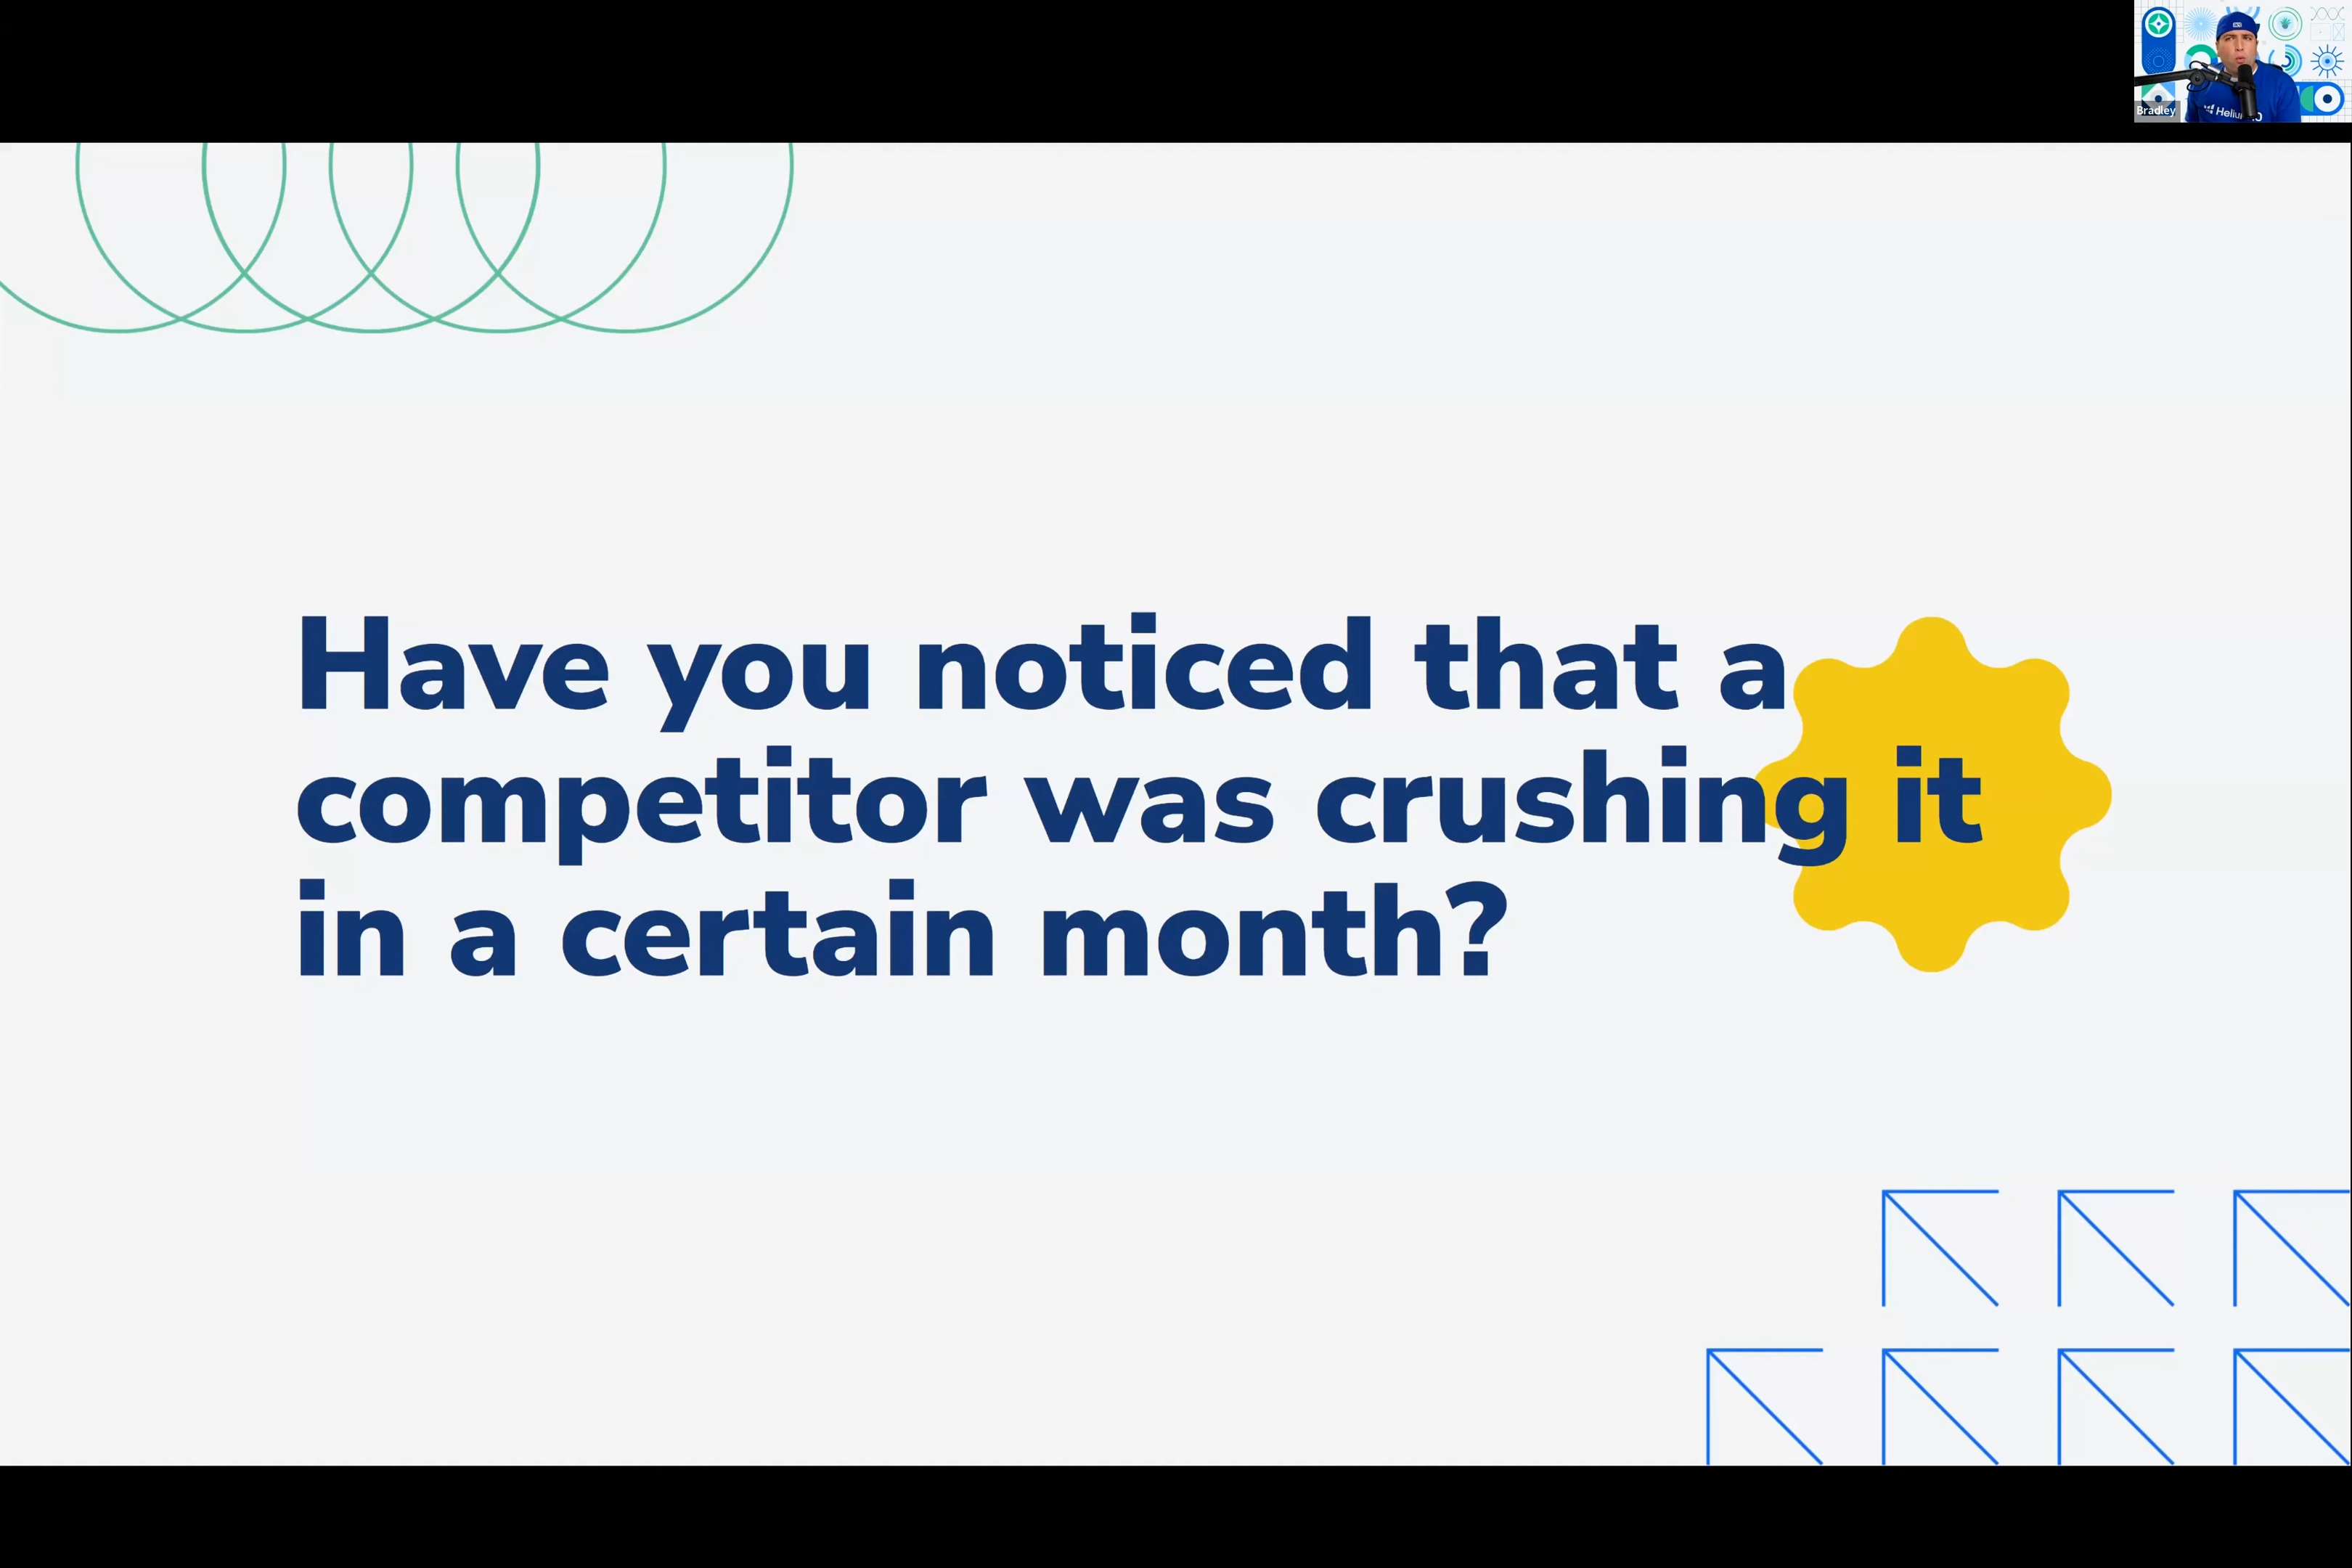 Bradley
Have you noticed that a
competitor was crushing it
in a certain month?